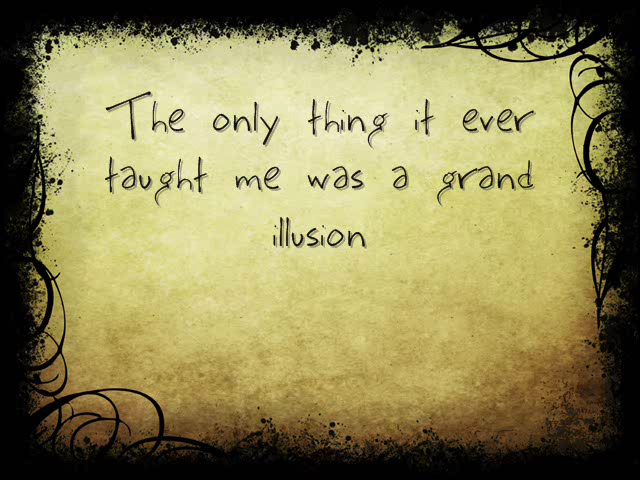 The only thing it ever
taught me was a grand
illusion